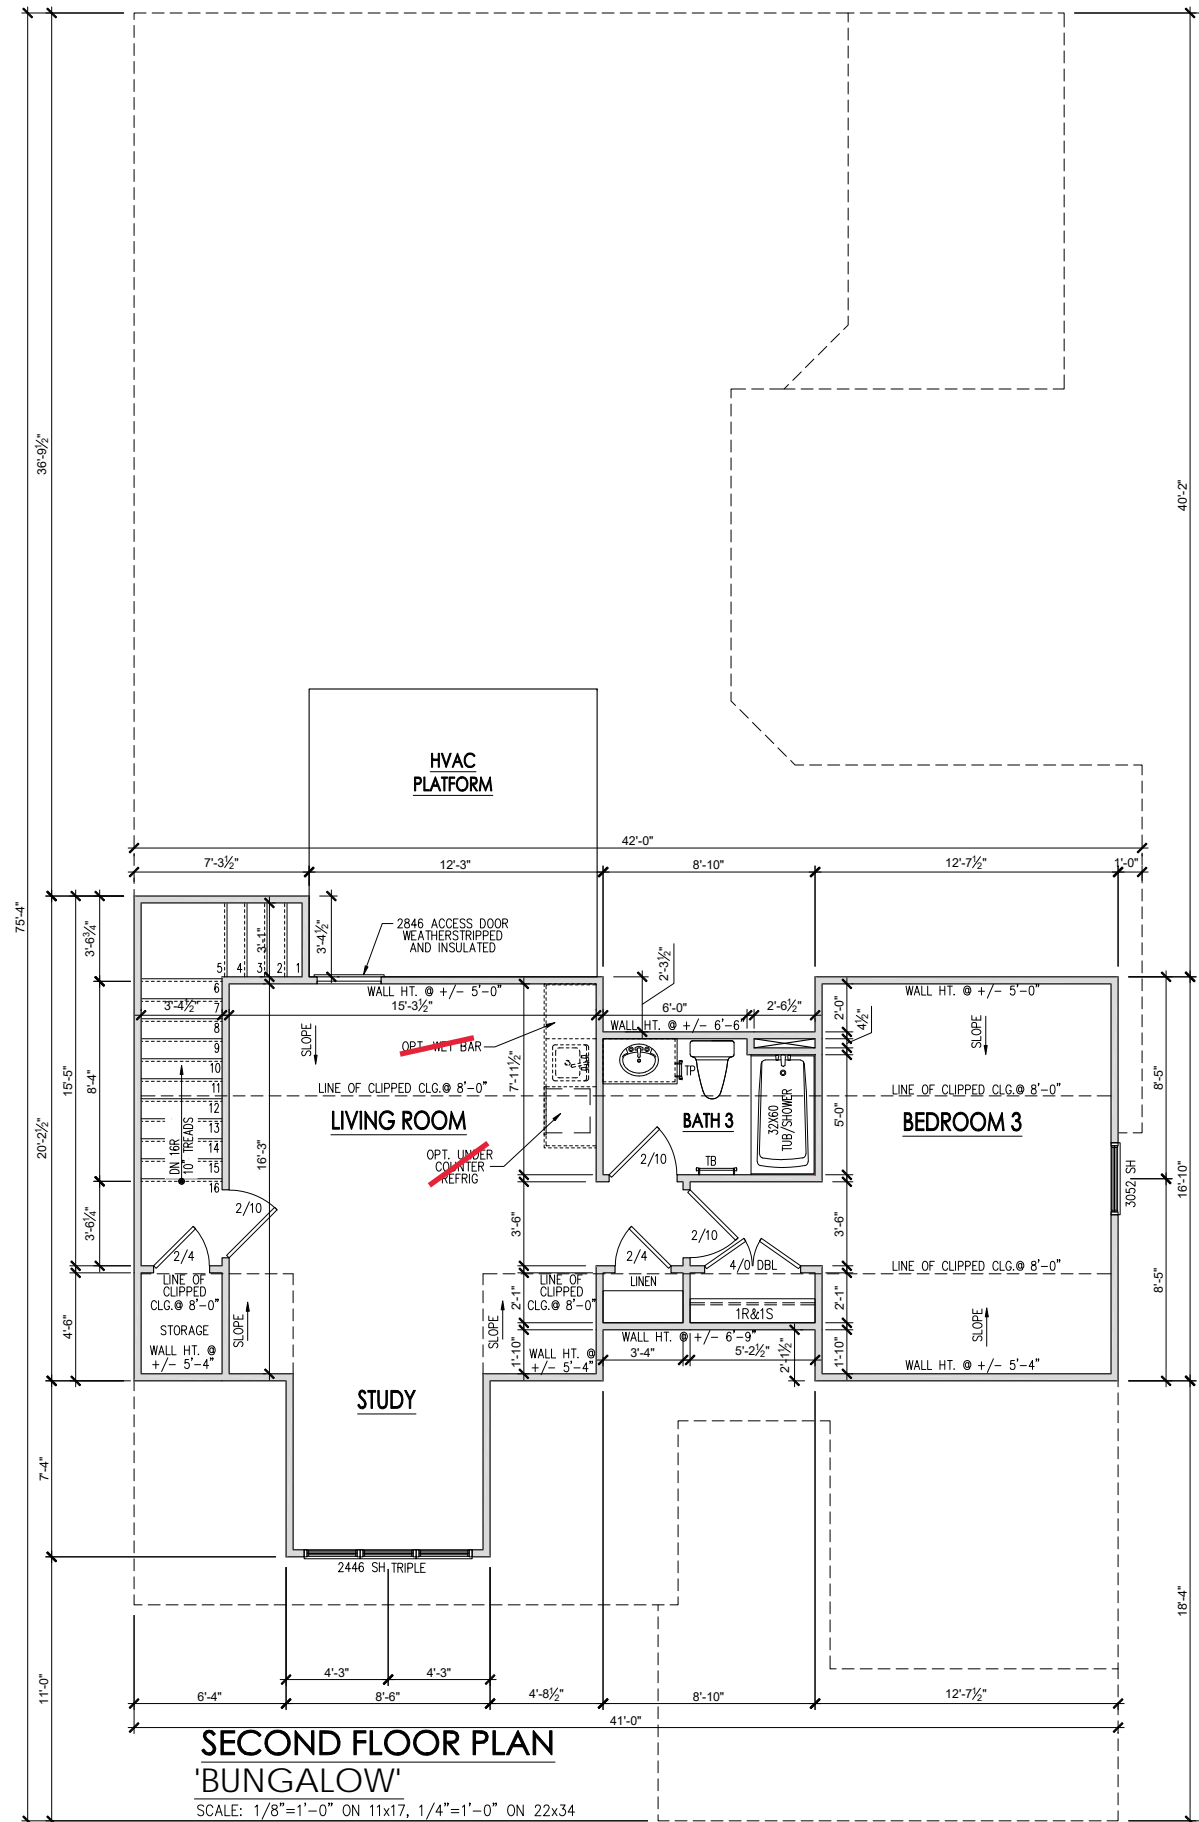 36'-9½"
40'-2"
HVAC
PLATFORM
42'-0"
7'-3½"
12'-3"
8'-10"
12'-7½"
1'-0"
75'-4"
3'-6¾"
3'-1"
3'-4½"
2846 ACCESS DOOR
WEATHERSTRIPPED
AND INSULATED
2'-3½"
5 4 3 2 1
6
7
8
9
10
11
12
13
14
15
16
WALL HT. @ +/- 5'-0"
3'-4½"
15'-3½"
6'-0"
2'-6½"
WALL HT. @ +/- 6'-6"
2'-0"
4½"
WALL HT. @ +/- 5'-0"
SLOPE
SLOPE
OPT. WET BAR
7'-11½"
TP
15'-5"
8'-4"
20'-2½"
LINE OF CLIPPED CLG.@ 8'-0"
LINE OF CLIPPED CLG.@ 8'-0"
8'-5"
LIVING ROOM
BATH 3
32X60
TUB/SHOWER
5'-0"
BEDROOM 3
DN 16R
10" TREADS
16'-3"
OPT. UNDER
COUNTER
REFRIG
2/10
TB
3052 SH
16'-10"
3'-6¼"
2/10
2/4
3'-6"
2/4
2/10
4/0 DBL
3'-6"
LINE OF CLIPPED CLG.@ 8'-0"
LINE OF
CLIPPED
CLG.@ 8'-0"
LINE OF
CLIPPED
CLG.@ 8'-0"
LINEN
1R&1S
2'-1"
2'-1"
8'-5"
4'-6"
STORAGE
SLOPE
SLOPE
SLOPE
WALL HT. @
+/- 5'-4"
WALL HT. @
+/- 5'-4"
1'-10"
WALL HT. @ +/- 6'-9"
3'-4"
5'-2½"
2'-1½"
1'-10"
WALL HT. @ +/- 5'-4"
STUDY
7'-4"
2446 SH TRIPLE
18'-4"
11'-0"
4'-3"
4'-3"
6'-4"
8'-6"
4'-8½"
8'-10"
12'-7½"
41'-0"
SECOND FLOOR PLAN
'BUNGALOW'
SCALE: 1/8"=1'-0" ON 11x17, 1/4"=1'-0" ON 22x34